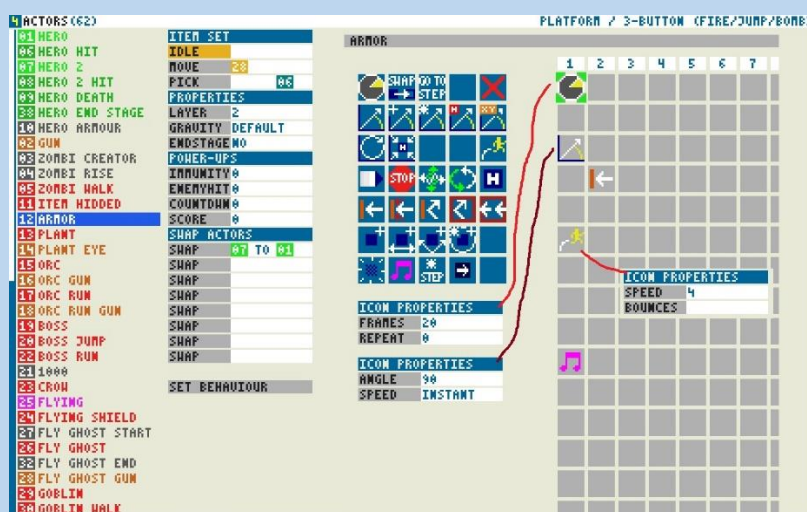 4 ACTORS (62)
PLATFORM / 3-BUTTON (FIRE/JUMP/BOMB
01 HERO
06 HERO HIT
07 HERO 2
08 HERO 2 HIT
09 HERO DEATH
30 HERO END STAGE
10 HERO ARMOUR
02 GUN
03 ZOMBI CREATOR
04 ZOMBI RISE
05 ZOMBI WALK
11 ITEM HIDDED
12 ARMOR
13 PLANT
14 PLANT EYE
15 ORC
16 ORC GUN
17 ORC RUN
18 ORC RUN GUN
19 BOSS
20 BOSS JUMP
22 BOSS RUN
21 1000
23 CROW
25 FLYING
24 FLYING SHIELD
27 FLY GHOST START
26 FLY GHOST
32 FLY GHOST END
28 FLY GHOST GUN
29 GOBLIN
30 GOBLIN WALK
ITEM SET
IDLE
MOVE 28
PICK 06
PROPERTIES
LAYER 2
GRAVITY DEFAULT
ENDSTAGE NO
POWER-UPS
IMMUNITY 0
ENEMYHIT 0
COUNTDWN 0
SCORE 0
SWAP ACTORS
SWAP 07 TO 01
SWAP
SWAP
SWAP
SWAP
SWAP
SWAP
SET BEHAVIOUR
ARMOR
SWAP
GO TO STEP
H
XY
STOP
H
STEP
ICON PROPERTIES
FRAMES 20
REPEAT 0
ICON PROPERTIES
ANGLE 90
SPEED INSTANT
1 2 3 4 5 6 7
ICON PROPERTIES
SPEED 4
BOUNCES